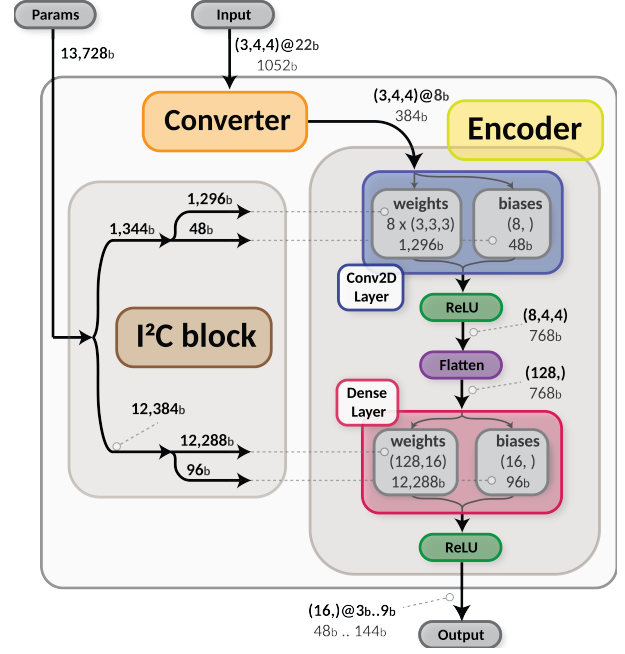 Params
Input
13,728b
(3,4,4)@22b
1052b
Converter
(3,4,4)@8b
384b
Encoder
1,296b
1,344b
48b
weights
8 x (3,3,3)
1,296b
biases
(8, )
48b
Conv2D
Layer
ReLU
(8,4,4)
768b
I²C block
Flatten
(128,)
768b
Dense
Layer
12,384b
12,288b
96b
weights
(128,16)
12,288b
biases
(16, )
96b
ReLU
(16,)@3b..9b
48b .. 144b
Output